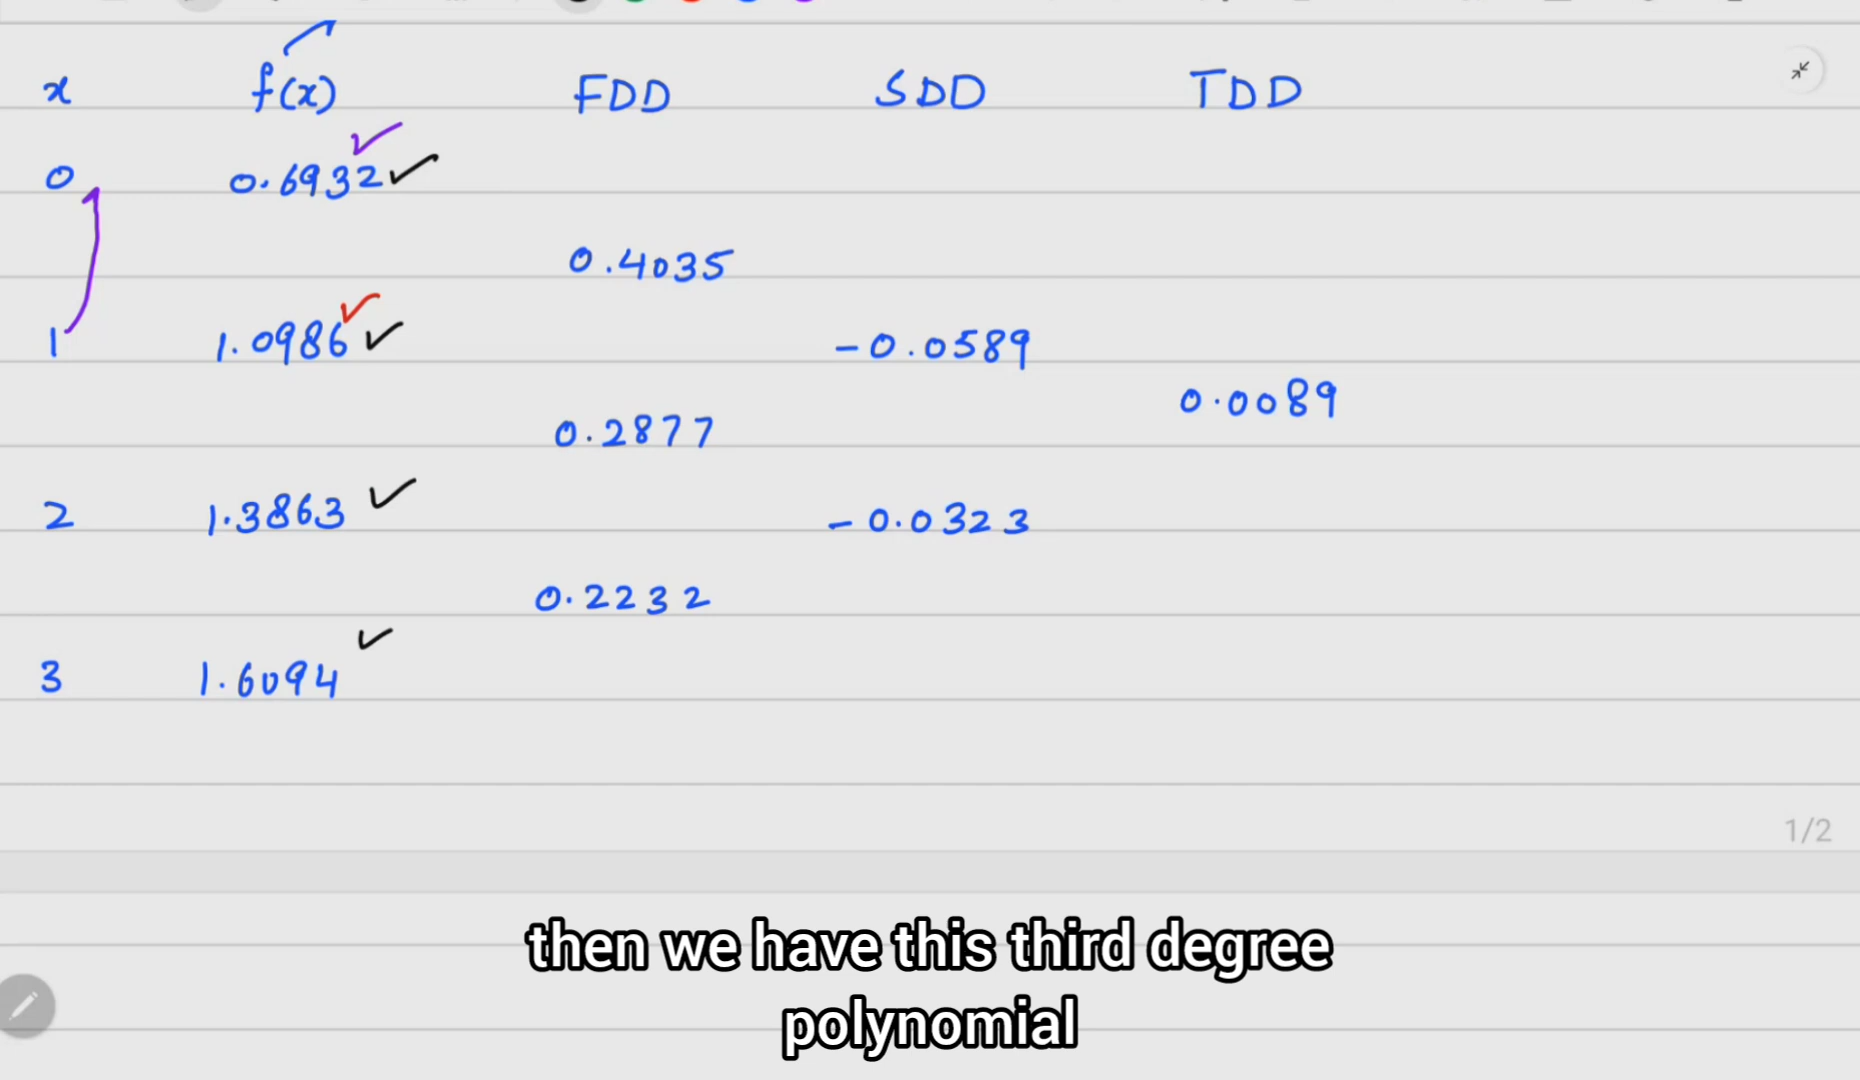 x f(x) FDD SDD TDD
0 0.6932
0.4035
1 1.0986 -0.0589
0.0089
0.2877
2 1.3863 -0.0323
0.2232
3 1.6094
1/2
then we have this third degree
polynomial